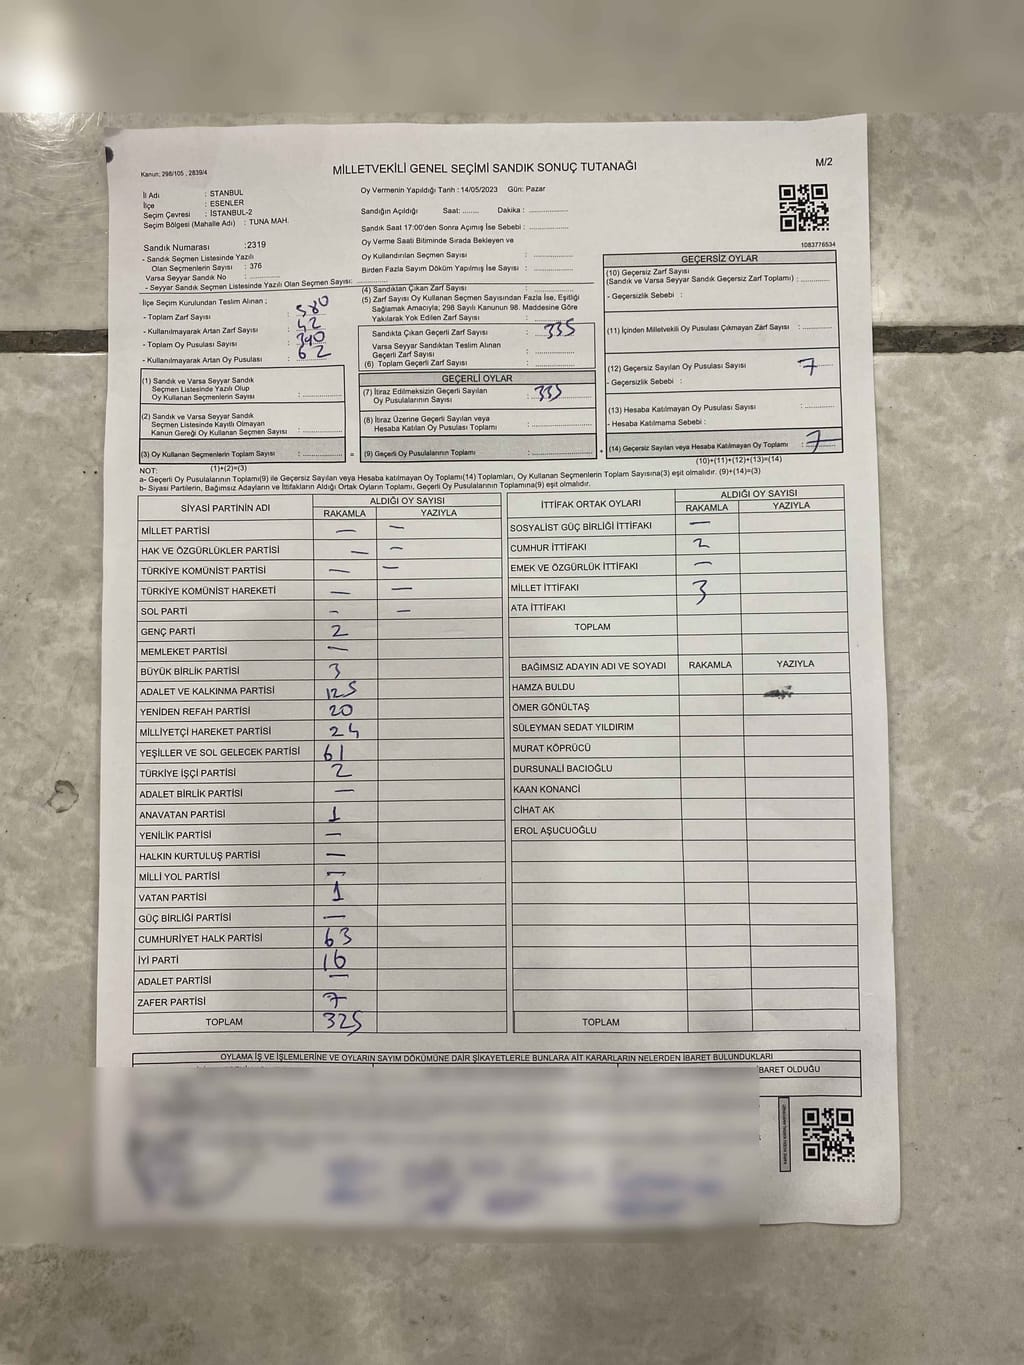 Kanun; 298/105 , 2839/4
MİLLETVEKİLİ GENEL SEÇİMİ SANDIK SONUÇ TUTANAĞI
M/2
İl Adı : STANBUL
İlçe : ESENLER
Seçim Çevresi : İSTANBUL-2
Seçim Bölgesi (Mahalle Adı) : TUNA MAH.
Sandık Numarası :2319
- Sandık Seçmen Listesinde Yazılı
Olan Seçmenlerin Sayısı : 376
Varsa Seyyar Sandık No : ............
- Seyyar Sandık Seçmen Listesinde Yazılı Olan Seçmen Sayısı: ............
İlçe Seçim Kurulundan Teslim Alınan ;
- Toplam Zarf Sayısı : 380
- Kullanılmayarak Artan Zarf Sayısı : 42
- Toplam Oy Pusulası Sayısı : 390
- Kullanılmayarak Artan Oy Pusulası : 62
(1) Sandık ve Varsa Seyyar Sandık
Seçmen Listesinde Yazılı Olup
Oy Kullanan Seçmenlerin Sayısı : ............
(2) Sandık ve Varsa Seyyar Sandık
Seçmen Listesinde Kayıtlı Olmayan
Kanun Gereği Oy Kullanan Seçmen Sayısı : ............
(3) Oy Kullanan Seçmenlerin Toplam Sayısı : ............
Oy Vermenin Yapıldığı Tarih : 14/05/2023 Gün: Pazar
Sandığın Açıldığı Saat: ........ Dakika : ............
Sandık Saat 17:00'den Sonra Açımış İse Sebebi : ............
Oy Verme Saati Bitiminde Sırada Bekleyen ve
Oy Kullandırılan Seçmen Sayısı : ............
Birden Fazla Sayım Döküm Yapılmış İse Sayısı : ............
(4) Sandıktan Çıkan Zarf Sayısı : ............
(5) Zarf Sayısı Oy Kullanan Seçmen Sayısından Fazla İse, Eşitliği
Sağlamak Amacıyla; 298 Sayılı Kanunun 98. Maddesine Göre
Yakılarak Yok Edilen Zarf Sayısı : ............
Sandıkta Çıkan Geçerli Zarf Sayısı : 335
Varsa Seyyar Sandıktan Teslim Alınan
Geçerli Zarf Sayısı : ............
(6) Toplam Geçerli Zarf Sayısı : ............
GEÇERLİ OYLAR
(7) İtiraz Edilmeksizin Geçerli Sayılan
Oy Pusulalarının Sayısı : 335
(8) İtiraz Üzerine Geçerli Sayılan veya
Hesaba Katılan Oy Pusulası Toplamı : ............
= (9) Geçerli Oy Pusulalarının Toplamı : ............ +
1083776534
GEÇERSİZ OYLAR
(10) Geçersiz Zarf Sayısı
(Sandık ve Varsa Seyyar Sandık Geçersiz Zarf Toplamı) : ............
- Geçersizlik Sebebi :
(11) İçinden Milletvekili Oy Pusulası Çıkmayan Zarf Sayısı : ............
(12) Geçersiz Sayılan Oy Pusulası Sayısı : 7
- Geçersizlik Sebebi :
(13) Hesaba Katılmayan Oy Pusulası Sayısı : ............
- Hesaba Katılmama Sebebi :
(14) Geçersiz Sayılan veya Hesaba Katılmayan Oy Toplamı : 7
(1)+(2)=(3)
(10)+(11)+(12)+(13)=(14)
NOT:
a- Geçerli Oy Pusulalarının Toplamı(9) ile Geçersiz Sayılan veya Hesaba katılmayan Oy Toplamı(14) Toplamları, Oy Kullanan Seçmenlerin Toplam Sayısına(3) eşit olmalıdır. (9)+(14)=(3)
b- Siyasi Partilerin, Bağımsız Adayların ve İttifakların Aldığı Ortak Oyların Toplamı, Geçerli Oy Pusulalarının Toplamına(9) eşit olmalıdır.
SİYASİ PARTİNİN ADI ALDIĞI OY SAYISI
RAKAMLA YAZIYLA
MİLLET PARTİSİ — —
HAK VE ÖZGÜRLÜKLER PARTİSİ — —
TÜRKİYE KOMÜNİST PARTİSİ — —
TÜRKİYE KOMÜNİST HAREKETİ — —
SOL PARTİ — —
GENÇ PARTİ 2
MEMLEKET PARTİSİ —
BÜYÜK BİRLİK PARTİSİ 3
ADALET VE KALKINMA PARTİSİ 125
YENİDEN REFAH PARTİSİ 20
MİLLİYETÇİ HAREKET PARTİSİ 24
YEŞİLLER VE SOL GELECEK PARTİSİ 61
TÜRKİYE İŞÇİ PARTİSİ 2
ADALET BİRLİK PARTİSİ —
ANAVATAN PARTİSİ 1
YENİLİK PARTİSİ —
HALKIN KURTULUŞ PARTİSİ —
MİLLİ YOL PARTİSİ —
VATAN PARTİSİ 1
GÜÇ BİRLİĞİ PARTİSİ —
CUMHURİYET HALK PARTİSİ 63
İYİ PARTİ 16
ADALET PARTİSİ —
ZAFER PARTİSİ 7
TOPLAM 325
İTTİFAK ORTAK OYLARI ALDIĞI OY SAYISI
RAKAMLA YAZIYLA
SOSYALİST GÜÇ BİRLİĞİ İTTİFAKI —
CUMHUR İTTİFAKI 2
EMEK VE ÖZGÜRLÜK İTTİFAKI —
MİLLET İTTİFAKI 3
ATA İTTİFAKI
TOPLAM
BAĞIMSIZ ADAYIN ADI VE SOYADI RAKAMLA YAZIYLA
HAMZA BULDU
ÖMER GÖNÜLTAŞ
SÜLEYMAN SEDAT YILDIRIM
MURAT KÖPRÜCÜ
DURSUNALİ BACIOĞLU
KAAN KONANCİ
CİHAT AK
EROL AŞUCUOĞLU
TOPLAM
OYLAMA İŞ VE İŞLEMLERİNE VE OYLARIN SAYIM DÖKÜMÜNE DAİR ŞİKAYETLERLE BUNLARA AİT KARARLARIN NELERDEN İBARET BULUNDUKLARI
BARET OLDUĞU